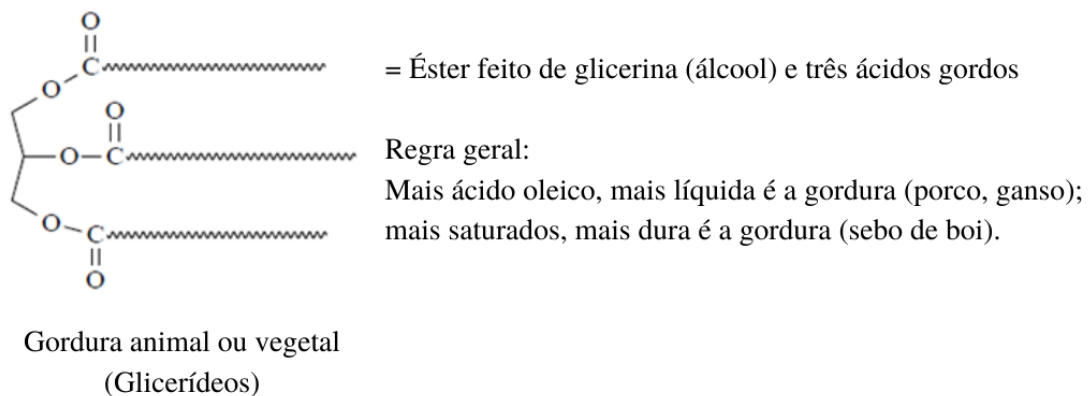 O
C
O
= Éster feito de glicerina (álcool) e três ácidos gordos
O
O
C
Regra geral:
Mais ácido oleico, mais líquida é a gordura (porco, ganso);
O
C
mais saturados, mais dura é a gordura (sebo de boi).
O
Gordura animal ou vegetal
(Glicerídeos)